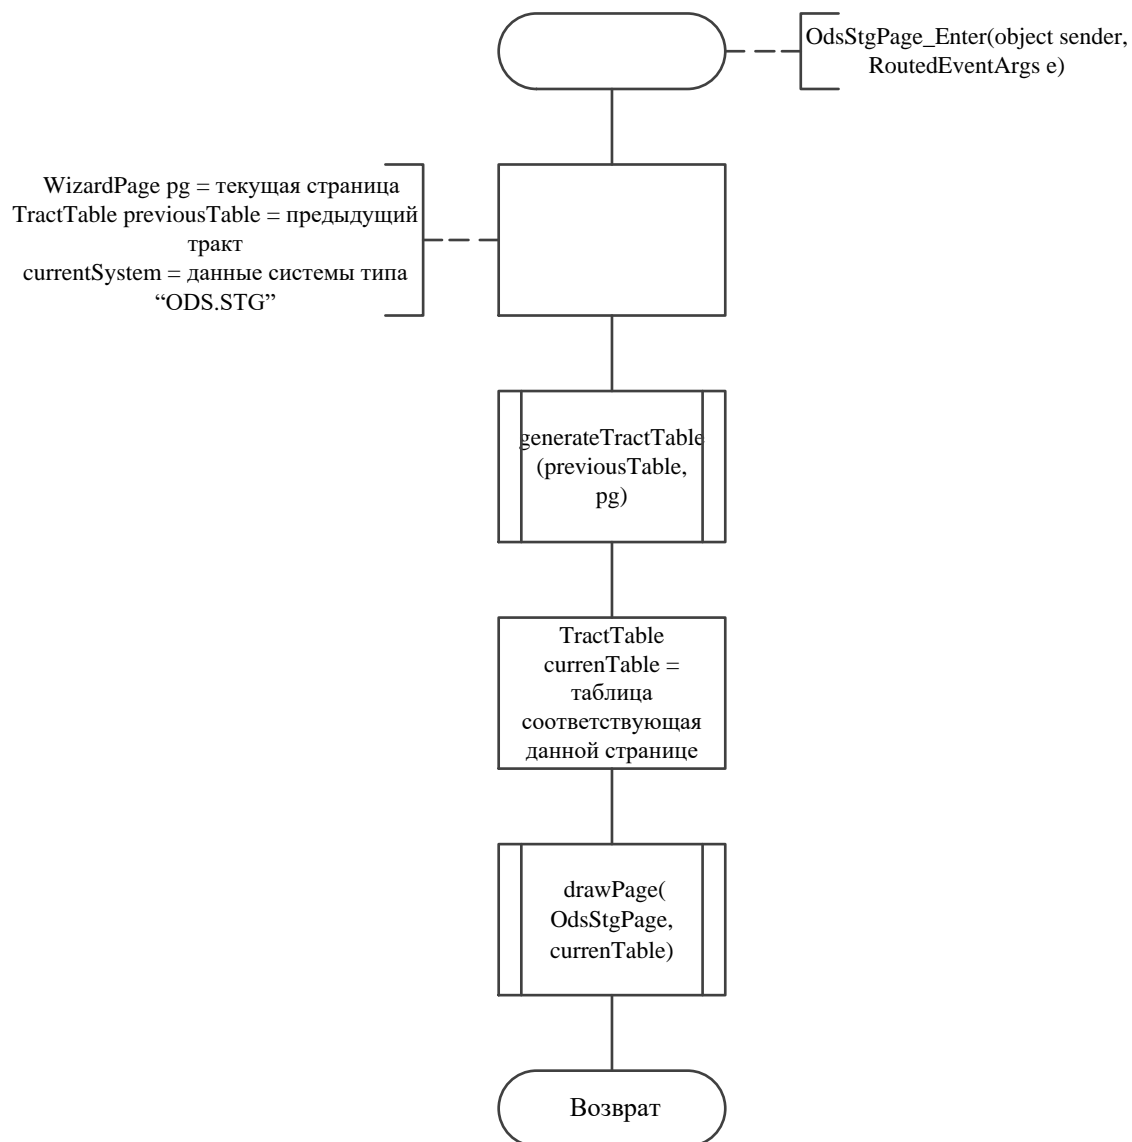 OdsStgPage_Enter(object sender,
RoutedEventArgs e)
WizardPage pg = текущая страница
TractTable previousTable = предыдущий
тракт
currentSystem = данные системы типа
“ODS.STG”
generateTractTable
(previousTable,
pg)
TractTable
currenTable =
таблица
соответствующая
данной странице
drawPage(
OdsStgPage,
currenTable)
Возврат